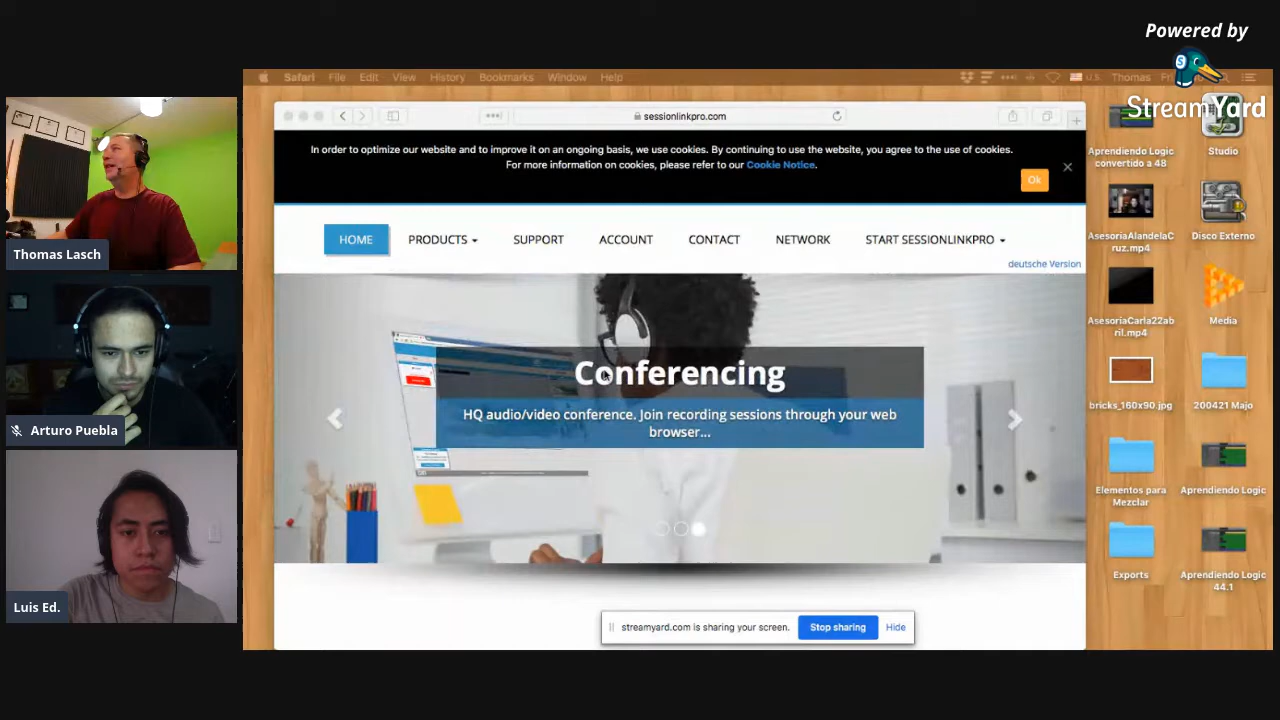 Powered by
StreamYard
Safari File Edit View History Bookmarks Window Help
U.S. Thomas
sessionlinkpro.com
In order to optimize our website and to improve it on an ongoing basis, we use cookies. By continuing to use the website, you agree to the use of cookies.
For more information on cookies, please refer to our Cookie Notice.
Ok
HOME PRODUCTS SUPPORT ACCOUNT CONTACT NETWORK START SESSIONLINKPRO
deutsche Version
Conferencing
HQ audio/video conference. Join recording sessions through your web
browser...
streamyard.com is sharing your screen. Stop sharing Hide
Aprendiendo Logic
convertido a 48
Studio
AsesoriaAlandelaC
ruz.mp4
Disco Externo
AsesoriaCarla22ab
ril.mp4
Media
bricks_160x90.jpg
200421 Majo
Elementos para
Mezclar
Aprendiendo Logic
Exports
Aprendiendo Logic
44.1
Thomas Lasch
Arturo Puebla
Luis Ed.